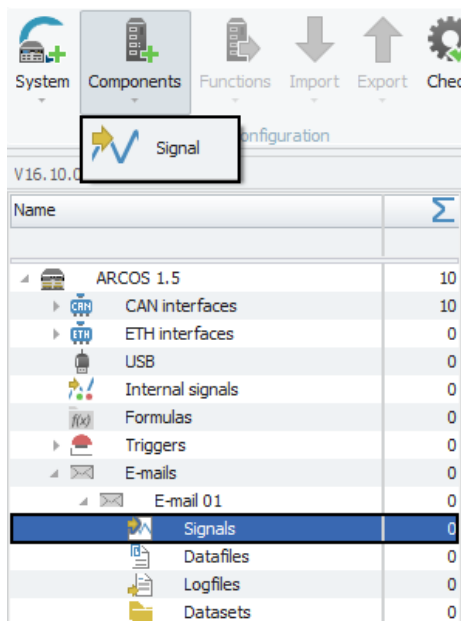 System Components Functions Import Export Chec
Signal
onfiguration
V16.10.0
Name Σ
ARCOS 1.5 10
CAN CAN interfaces 10
ETH ETH interfaces 0
USB 0
Internal signals 0
f(x) Formulas 0
Triggers 0
E-mails 0
E-mail 01 0
Signals 0
Datafiles 0
Logfiles 0
Datasets 0